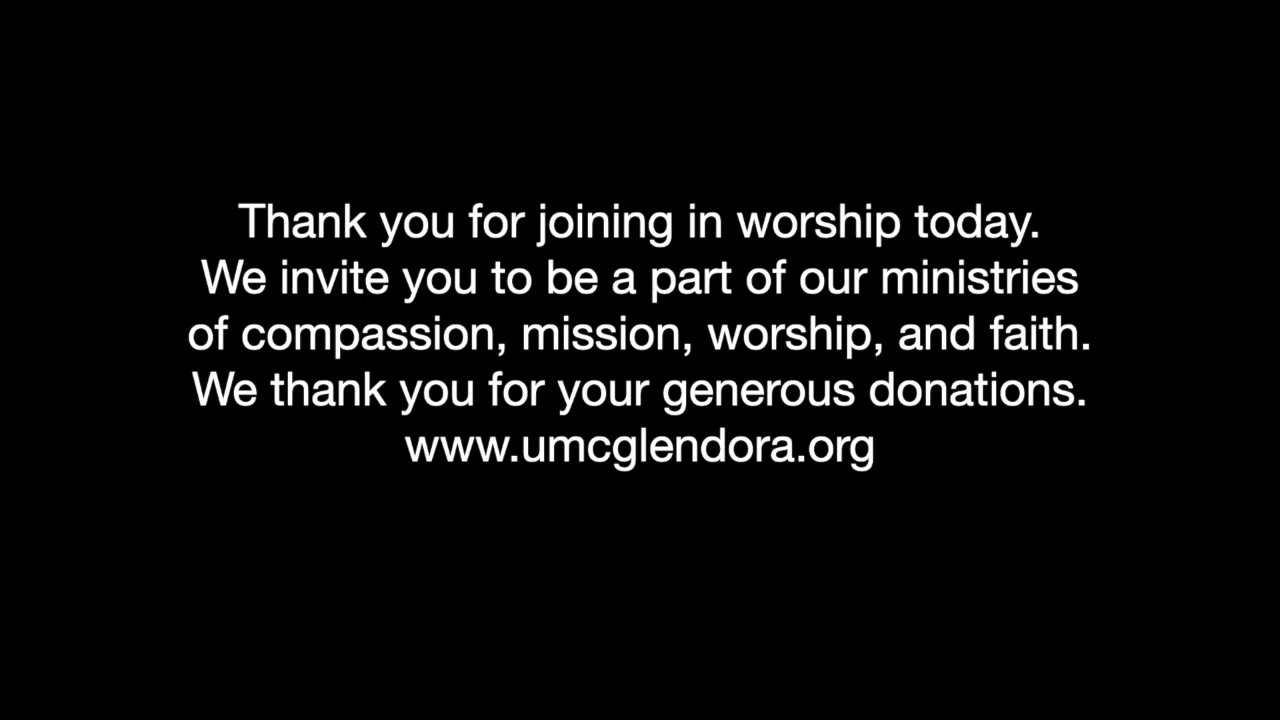 Thank you for joining in worship today.
We invite you to be a part of our ministries
of compassion, mission, worship, and faith.
We thank you for your generous donations.
www.umcglendora.org